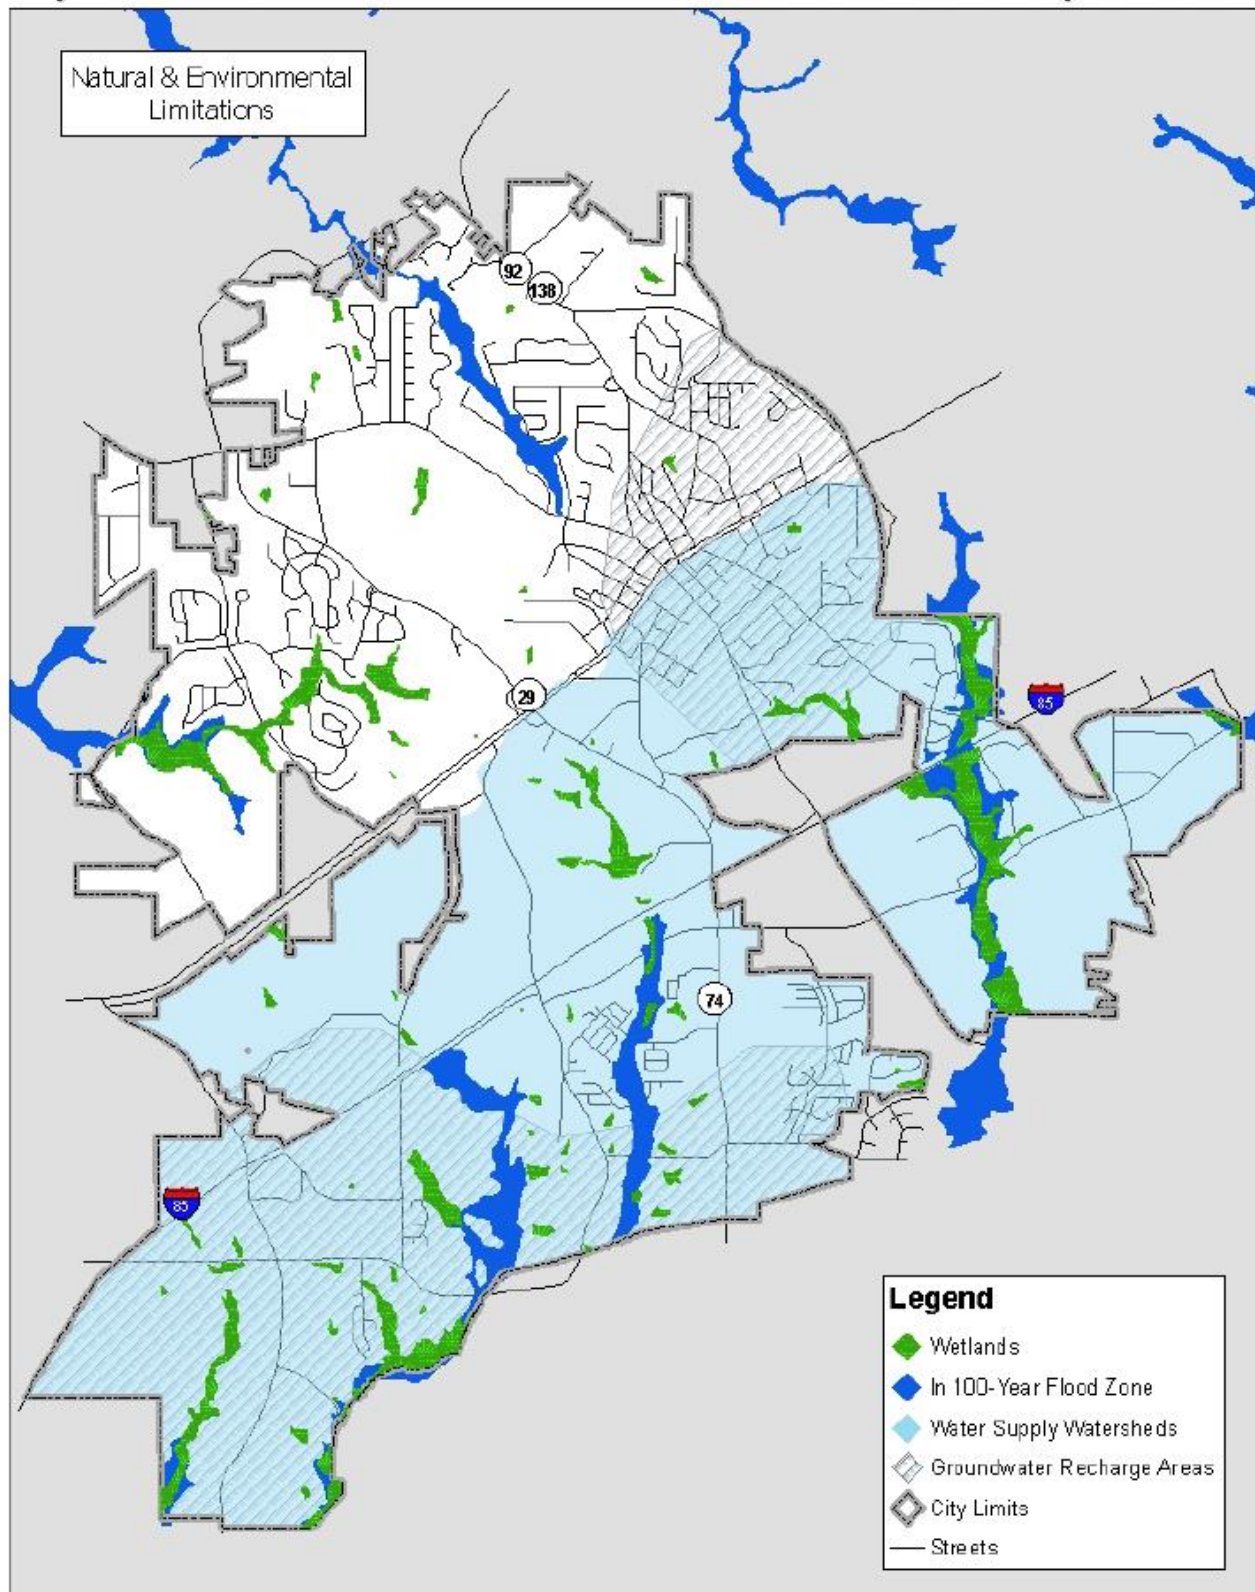 Natural & Environmental
Limitations
92
138
29
85
74
85
Legend
Wetlands
In 100-Year Flood Zone
Water Supply Watersheds
Groundwater Recharge Areas
City Limits
Streets